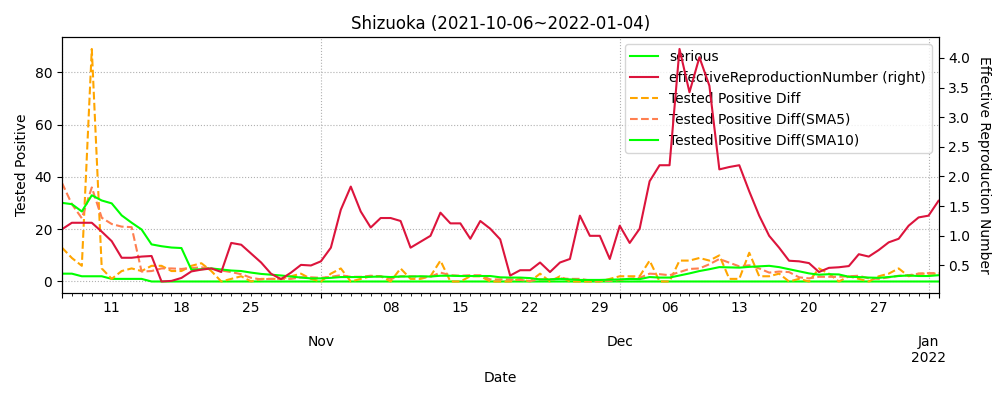 Shizuoka (2021-10-06~2022-01-04)
serious
effectiveReproductionNumber (right)
Tested Positive Diff
Tested Positive Diff(SMA5)
Tested Positive Diff(SMA10)
Tested Positive
80
60
40
20
0
4.0
3.5
3.0
2.5
2.0
1.5
1.0
0.5
Effective Reproduction Number
11 18 25 08 15 22 29 06 13 20 27
Nov Dec Jan
2022
Date